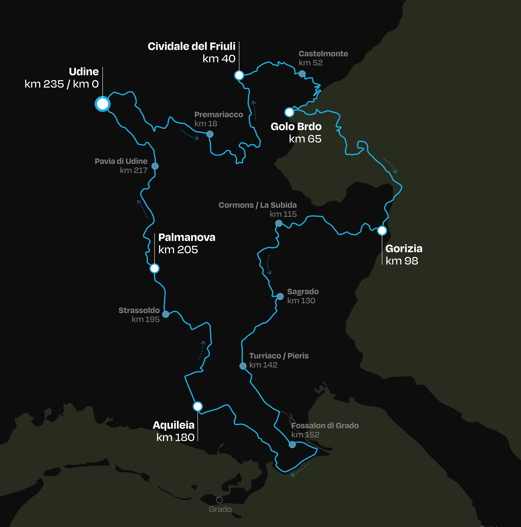 Cividale del Friuli
km 40
Castelmonte
km 52
Udine
km 235 / km 0
Premariacco
km 18
Golo Brdo
km 65
Pavia di Udine
km 217
Cormons / La Subida
km 115
Palmanova
km 205
Gorizia
km 98
Sagrado
km 130
Strassoldo
km 195
Turriaco / Pieris
km 142
Aquileia
km 180
Fossalon di Grado
km 152
Grado